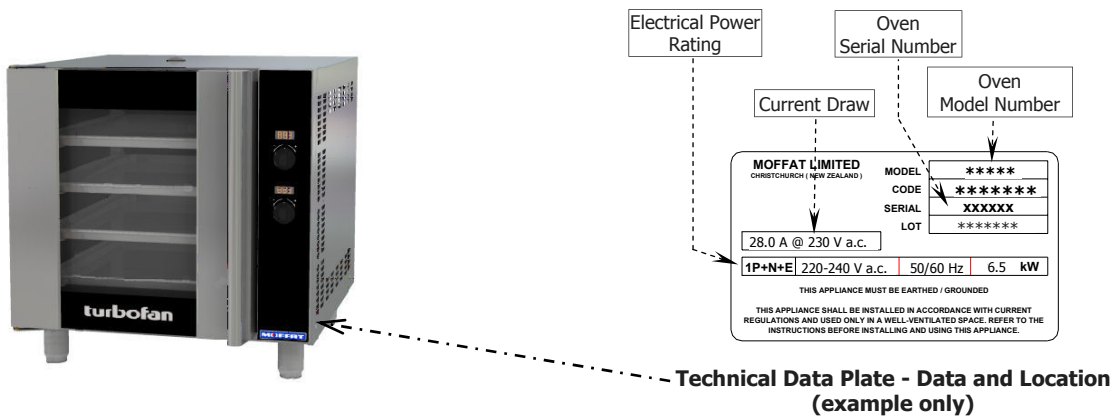 Electrical Power
Rating
Oven
Serial Number
Oven
Model Number
Current Draw
MOFFAT LIMITED
CHRISTCHURCH ( NEW ZEALAND )
MODEL *****
CODE *******
SERIAL xxxxxx
LOT *******
28.0 A @ 230 V a.c.
1P+N+E 220-240 V a.c. 50/60 Hz 6.5 kW
THIS APPLIANCE MUST BE EARTHED / GROUNDED
THIS APPLIANCE SHALL BE INSTALLED IN ACCORDANCE WITH CURRENT
REGULATIONS AND USED ONLY IN A WELL-VENTILATED SPACE. REFER TO THE
INSTRUCTIONS BEFORE INSTALLING AND USING THIS APPLIANCE.
turbofan
MOFFAT
Technical Data Plate - Data and Location
(example only)